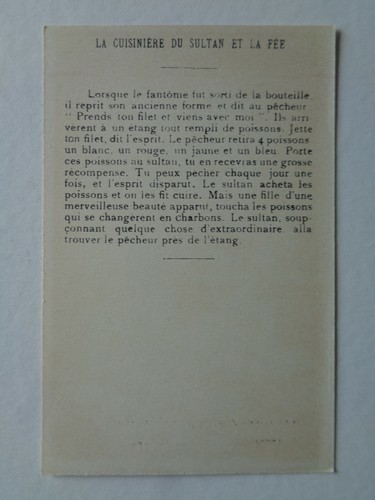 LA CUISINIÈRE DU SULTAN ET LA FÉE
Lorsque le fantôme fut sorti de la bouteille,
il reprit son ancienne forme et dit au pêcheur
" Prends ton filet et viens avec moi ". Ils arri-
vèrent à un étang tout rempli de poissons. Jette
ton filet, dit l'esprit. Le pêcheur retira 4 poissons
un blanc, un rouge, un jaune et un bleu. Porte
ces poissons au sultan, tu en recevras une grosse
récompense. Tu peux pêcher chaque jour une
fois, et l'esprit disparut. Le sultan acheta les
poissons et on les fit cuire. Mais une fille d'une
merveilleuse beauté apparut, toucha les poissons
qui se changèrent en charbons. Le sultan, soup-
çonnant quelque chose d'extraordinaire, alla
trouver le pêcheur près de l'étang.